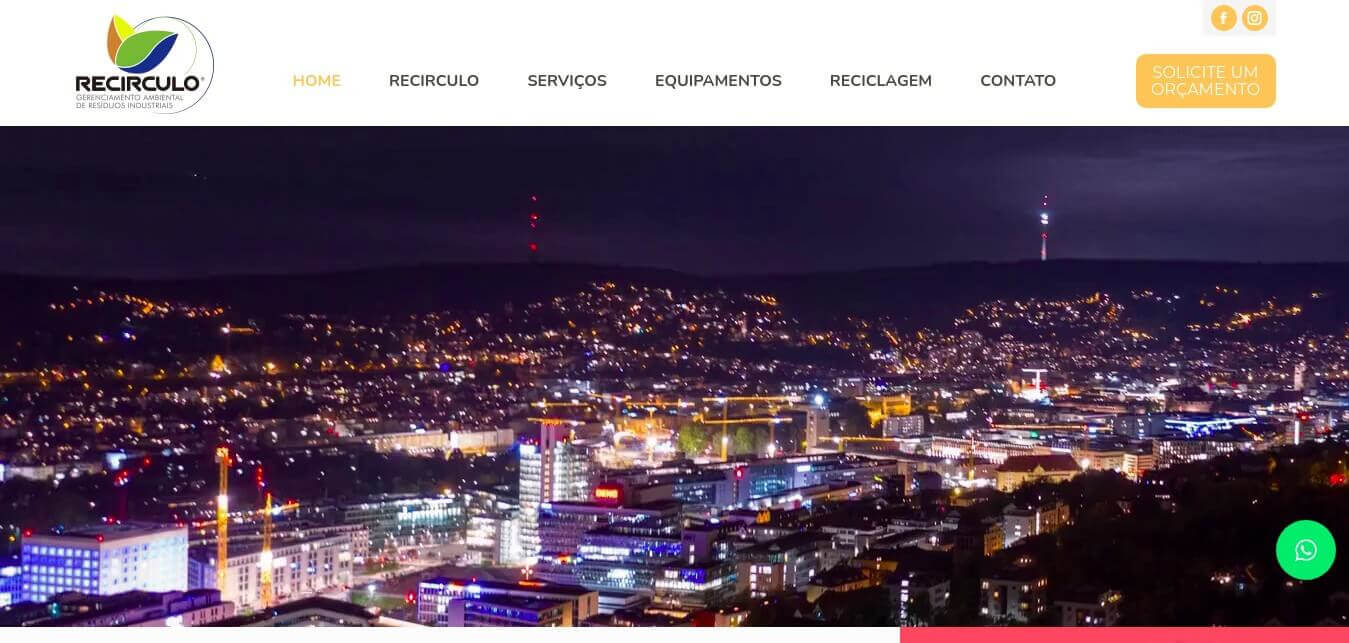 RECIRCULO
GERENCIAMENTO AMBIENTAL
DE RESÍDUOS INDUSTRIAIS
HOME
RECIRCULO
SERVIÇOS
EQUIPAMENTOS
RECICLAGEM
CONTATO
SOLICITE UM
ORÇAMENTO